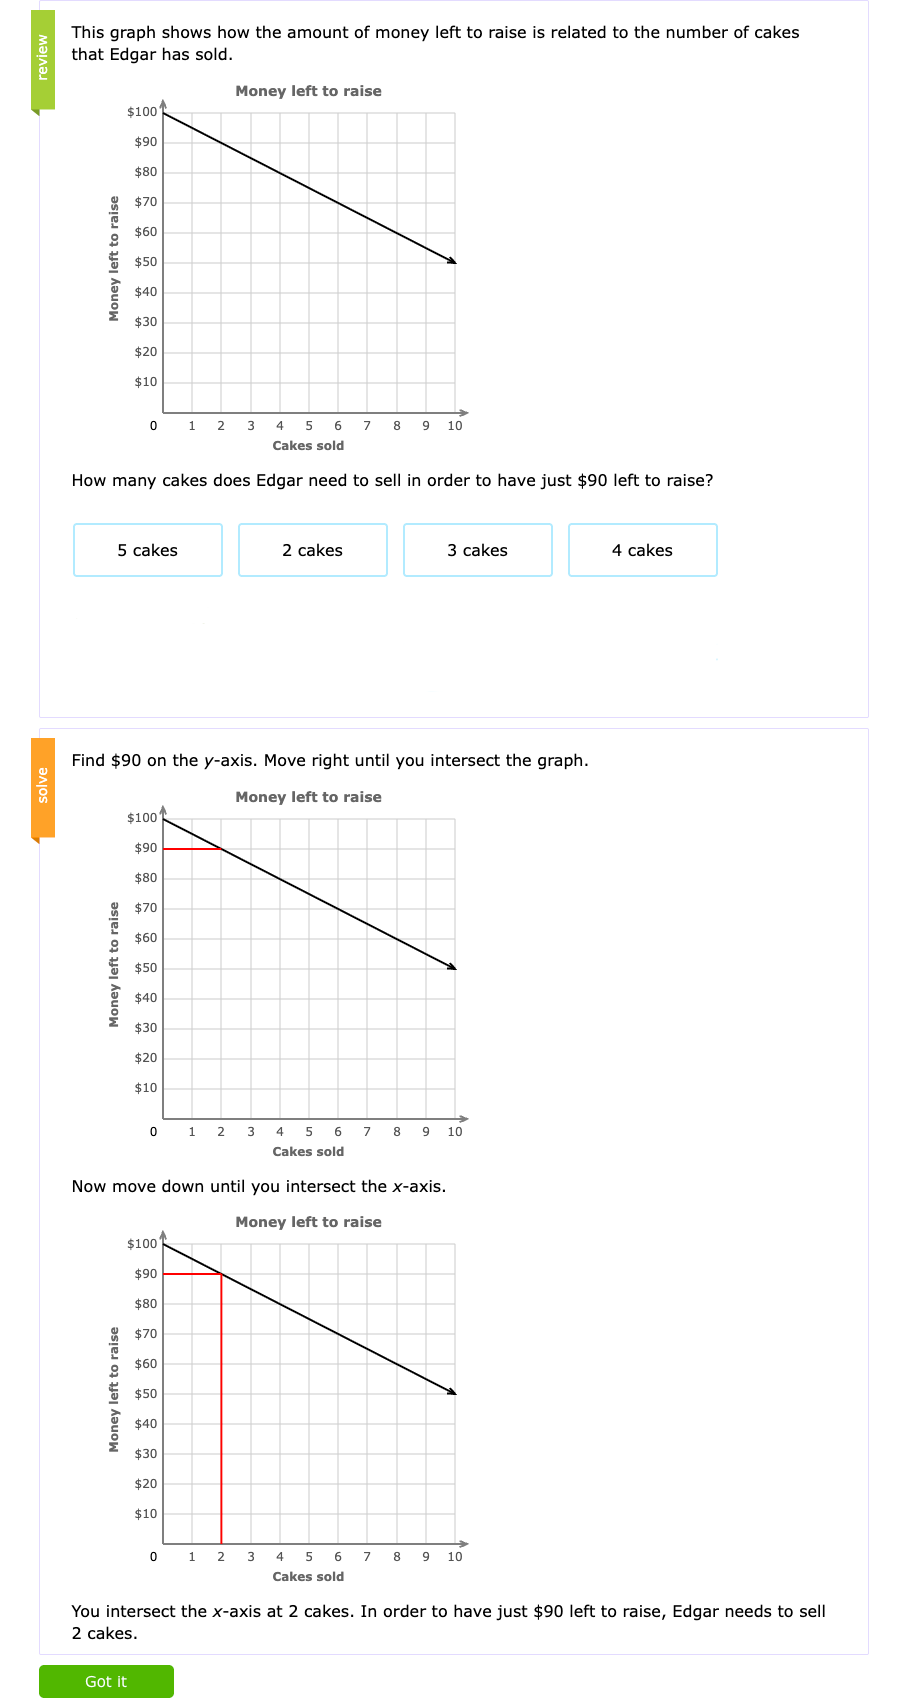 review
This graph shows how the amount of money left to raise is related to the number of cakes
that Edgar has sold.
Money left to raise
$100
$90
$80
$70
$60
$50
$40
$30
$20
$10
Money left to raise
0 1 2 3 4 5 6 7 8 9 10
Cakes sold
How many cakes does Edgar need to sell in order to have just $90 left to raise?
5 cakes 2 cakes 3 cakes 4 cakes
solve
Find $90 on the y-axis. Move right until you intersect the graph.
Money left to raise
$100
$90
$80
$70
$60
$50
$40
$30
$20
$10
Money left to raise
0 1 2 3 4 5 6 7 8 9 10
Cakes sold
Now move down until you intersect the x-axis.
Money left to raise
$100
$90
$80
$70
$60
$50
$40
$30
$20
$10
Money left to raise
0 1 2 3 4 5 6 7 8 9 10
Cakes sold
You intersect the x-axis at 2 cakes. In order to have just $90 left to raise, Edgar needs to sell
2 cakes.
Got it